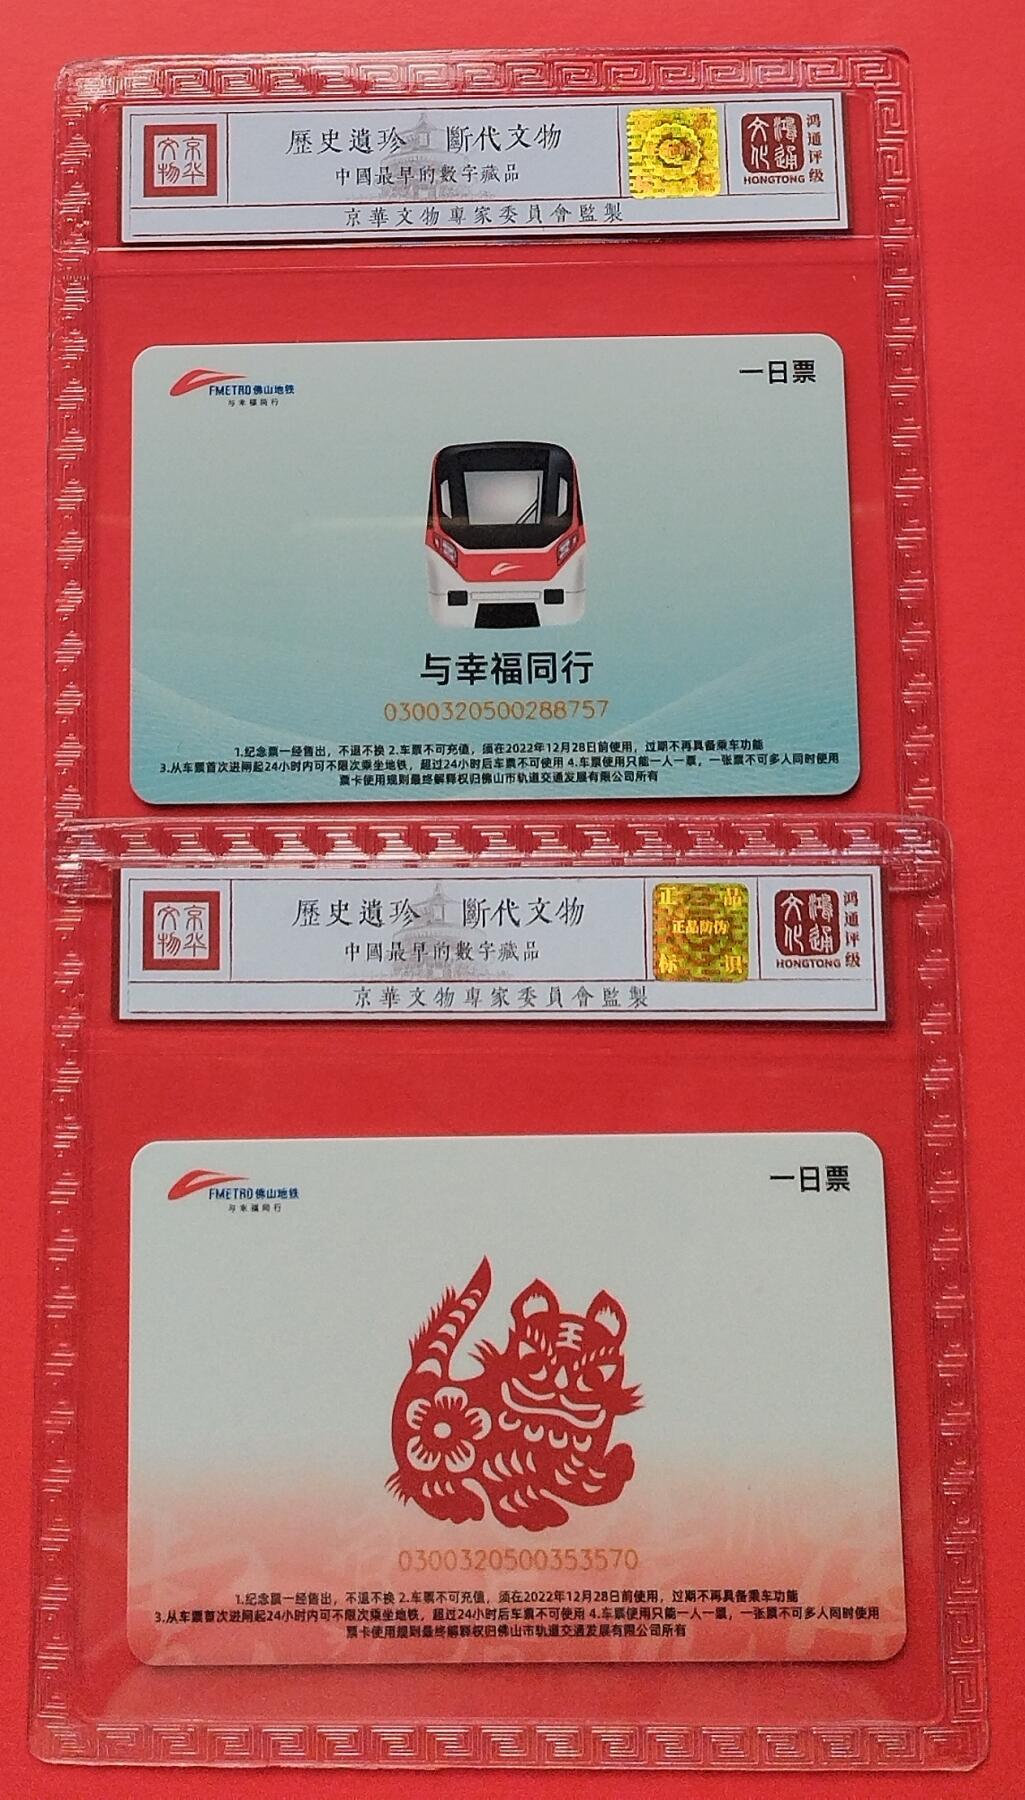 京华文物
歷史遺珍 斷代文物
中國最早的數字藏品
京華文物專家委員會監製
鴻通文化
HONGTONG
鸿通评级
FMETRO佛山地铁
与幸福同行
一日票
与幸福同行
0300320500288757
1.纪念票一经售出，不退不换 2.车票不可充值，须在2022年12月28日前使用，过期不再具备乘车功能
3.从车票首次进闸起24小时内可不限次乘坐地铁，超过24小时后车票不可使用 4.车票使用只能一人一票，一张票不可多人同时使用
票卡使用规则最终解释权归佛山市轨道交通发展有限公司所有
京华文物
歷史遺珍 斷代文物
中國最早的數字藏品
京華文物專家委員會監製
正品
正品防伪
标识
鴻通文化
HONGTONG
鸿通评级
FMETRO佛山地铁
与幸福同行
一日票
王
0300320500353570
1.纪念票一经售出，不退不换 2.车票不可充值，须在2022年12月28日前使用，过期不再具备乘车功能
3.从车票首次进闸起24小时内可不限次乘坐地铁，超过24小时后车票不可使用 4.车票使用只能一人一票，一张票不可多人同时使用
票卡使用规则最终解释权归佛山市轨道交通发展有限公司所有